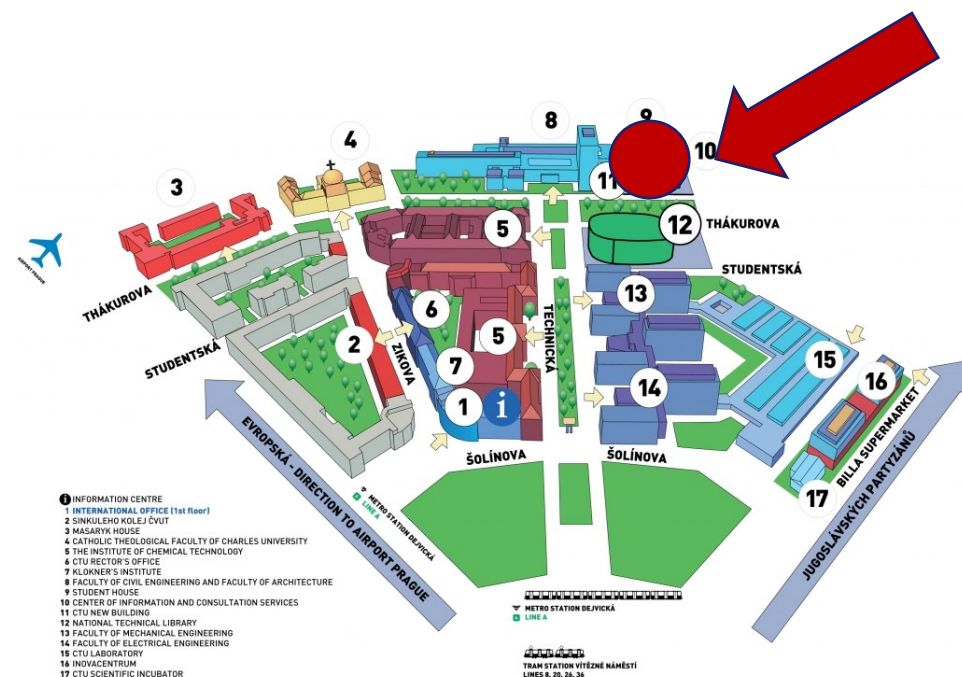 8
9
4
10
3
11
5
12
THÁKUROVA
STUDENTSKÁ
AIRPORT PRAGUE
13
THÁKUROVA
6
TECHNICKÁ
STUDENTSKÁ
2
ZIKOVA
5
15
7
16
14
1
i
BILLA SUPERMARKET
ŠOLÍNOVA
ŠOLÍNOVA
17
JUGOSLÁVSKÝCH PARTYZÁNŮ
EVROPSKÁ - DIRECTION TO AIRPORT PRAGUE
METRO STATION DEJVICKÁ
LINE A
i INFORMATION CENTRE
1 INTERNATIONAL OFFICE (1st floor)
2 SINKULEHO KOLEJ ČVUT
3 MASARYK HOUSE
4 CATHOLIC THEOLOGICAL FACULTY OF CHARLES UNIVERSITY
5 THE INSTITUTE OF CHEMICAL TECHNOLOGY
6 CTU RECTOR'S OFFICE
7 KLOKNER'S INSTITUTE
8 FACULTY OF CIVIL ENGINEERING AND FACULTY OF ARCHITECTURE
9 STUDENT HOUSE
10 CENTER OF INFORMATION AND CONSULTATION SERVICES
11 CTU NEW BUILDING
12 NATIONAL TECHNICAL LIBRARY
13 FACULTY OF MECHANICAL ENGINEERING
14 FACULTY OF ELECTRICAL ENGINEERING
15 CTU LABORATORY
16 INOVACENTRUM
17 CTU SCIENTIFIC INCUBATOR
METRO STATION DEJVICKÁ
LINE A
TRAM STATION VÍTĚZNÉ NÁMĚSTÍ
LINES 8, 20, 26, 36